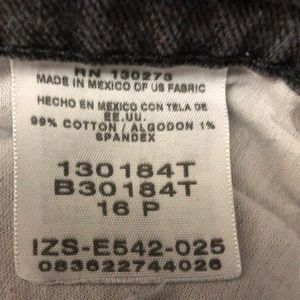 RN 130273
MADE IN MEXICO OF US FABRIC
HECHO EN MEXICO CON TELA DE
EE.UU.
99% COTTON / ALGODON 1%
SPANDEX
130184T
B30184T
16 P
IZS-E542-025
083622744026